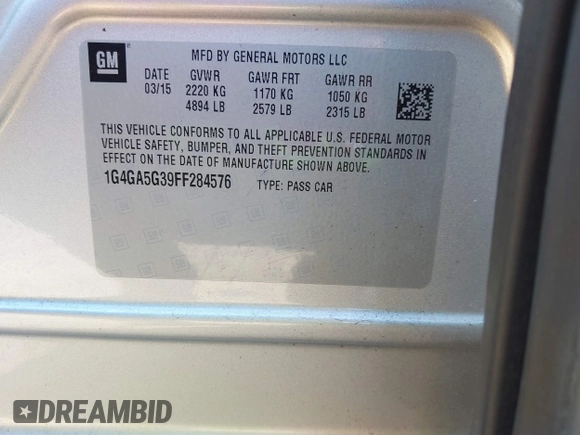 GM
MFD BY GENERAL MOTORS LLC
DATE GVWR GAWR FRT GAWR RR
03/15 2220 KG 1170 KG 1050 KG
4894 LB 2579 LB 2315 LB
THIS VEHICLE CONFORMS TO ALL APPLICABLE U.S. FEDERAL MOTOR
VEHICLE SAFETY, BUMPER, AND THEFT PREVENTION STANDARDS IN
EFFECT ON THE DATE OF MANUFACTURE SHOWN ABOVE.
1G4GA5G39FF284576 TYPE: PASS CAR
DREAMBID